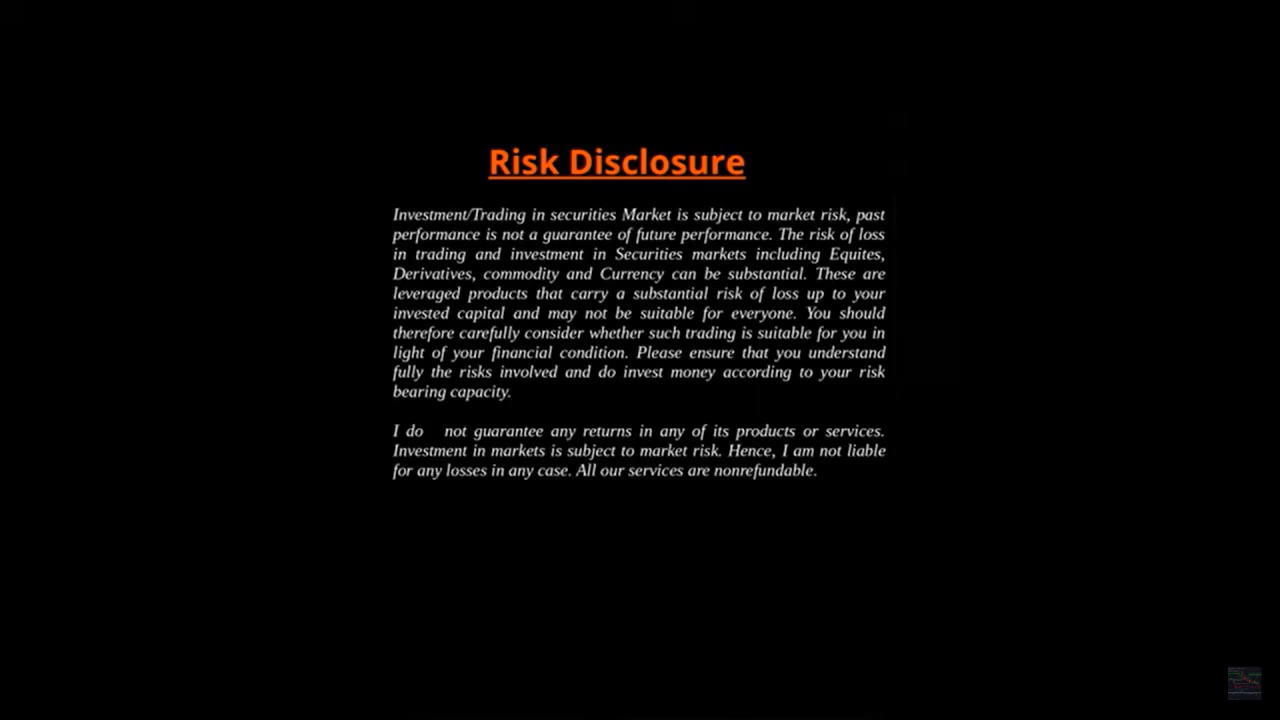 Risk Disclosure
Investment/Trading in securities Market is subject to market risk, past
performance is not a guarantee of future performance. The risk of loss
in trading and investment in Securities markets including Equites,
Derivatives, commodity and Currency can be substantial. These are
leveraged products that carry a substantial risk of loss up to your
invested capital and may not be suitable for everyone. You should
therefore carefully consider whether such trading is suitable for you in
light of your financial condition. Please ensure that you understand
fully the risks involved and do invest money according to your risk
bearing capacity.
I do not guarantee any returns in any of its products or services.
Investment in markets is subject to market risk. Hence, I am not liable
for any losses in any case. All our services are nonrefundable.